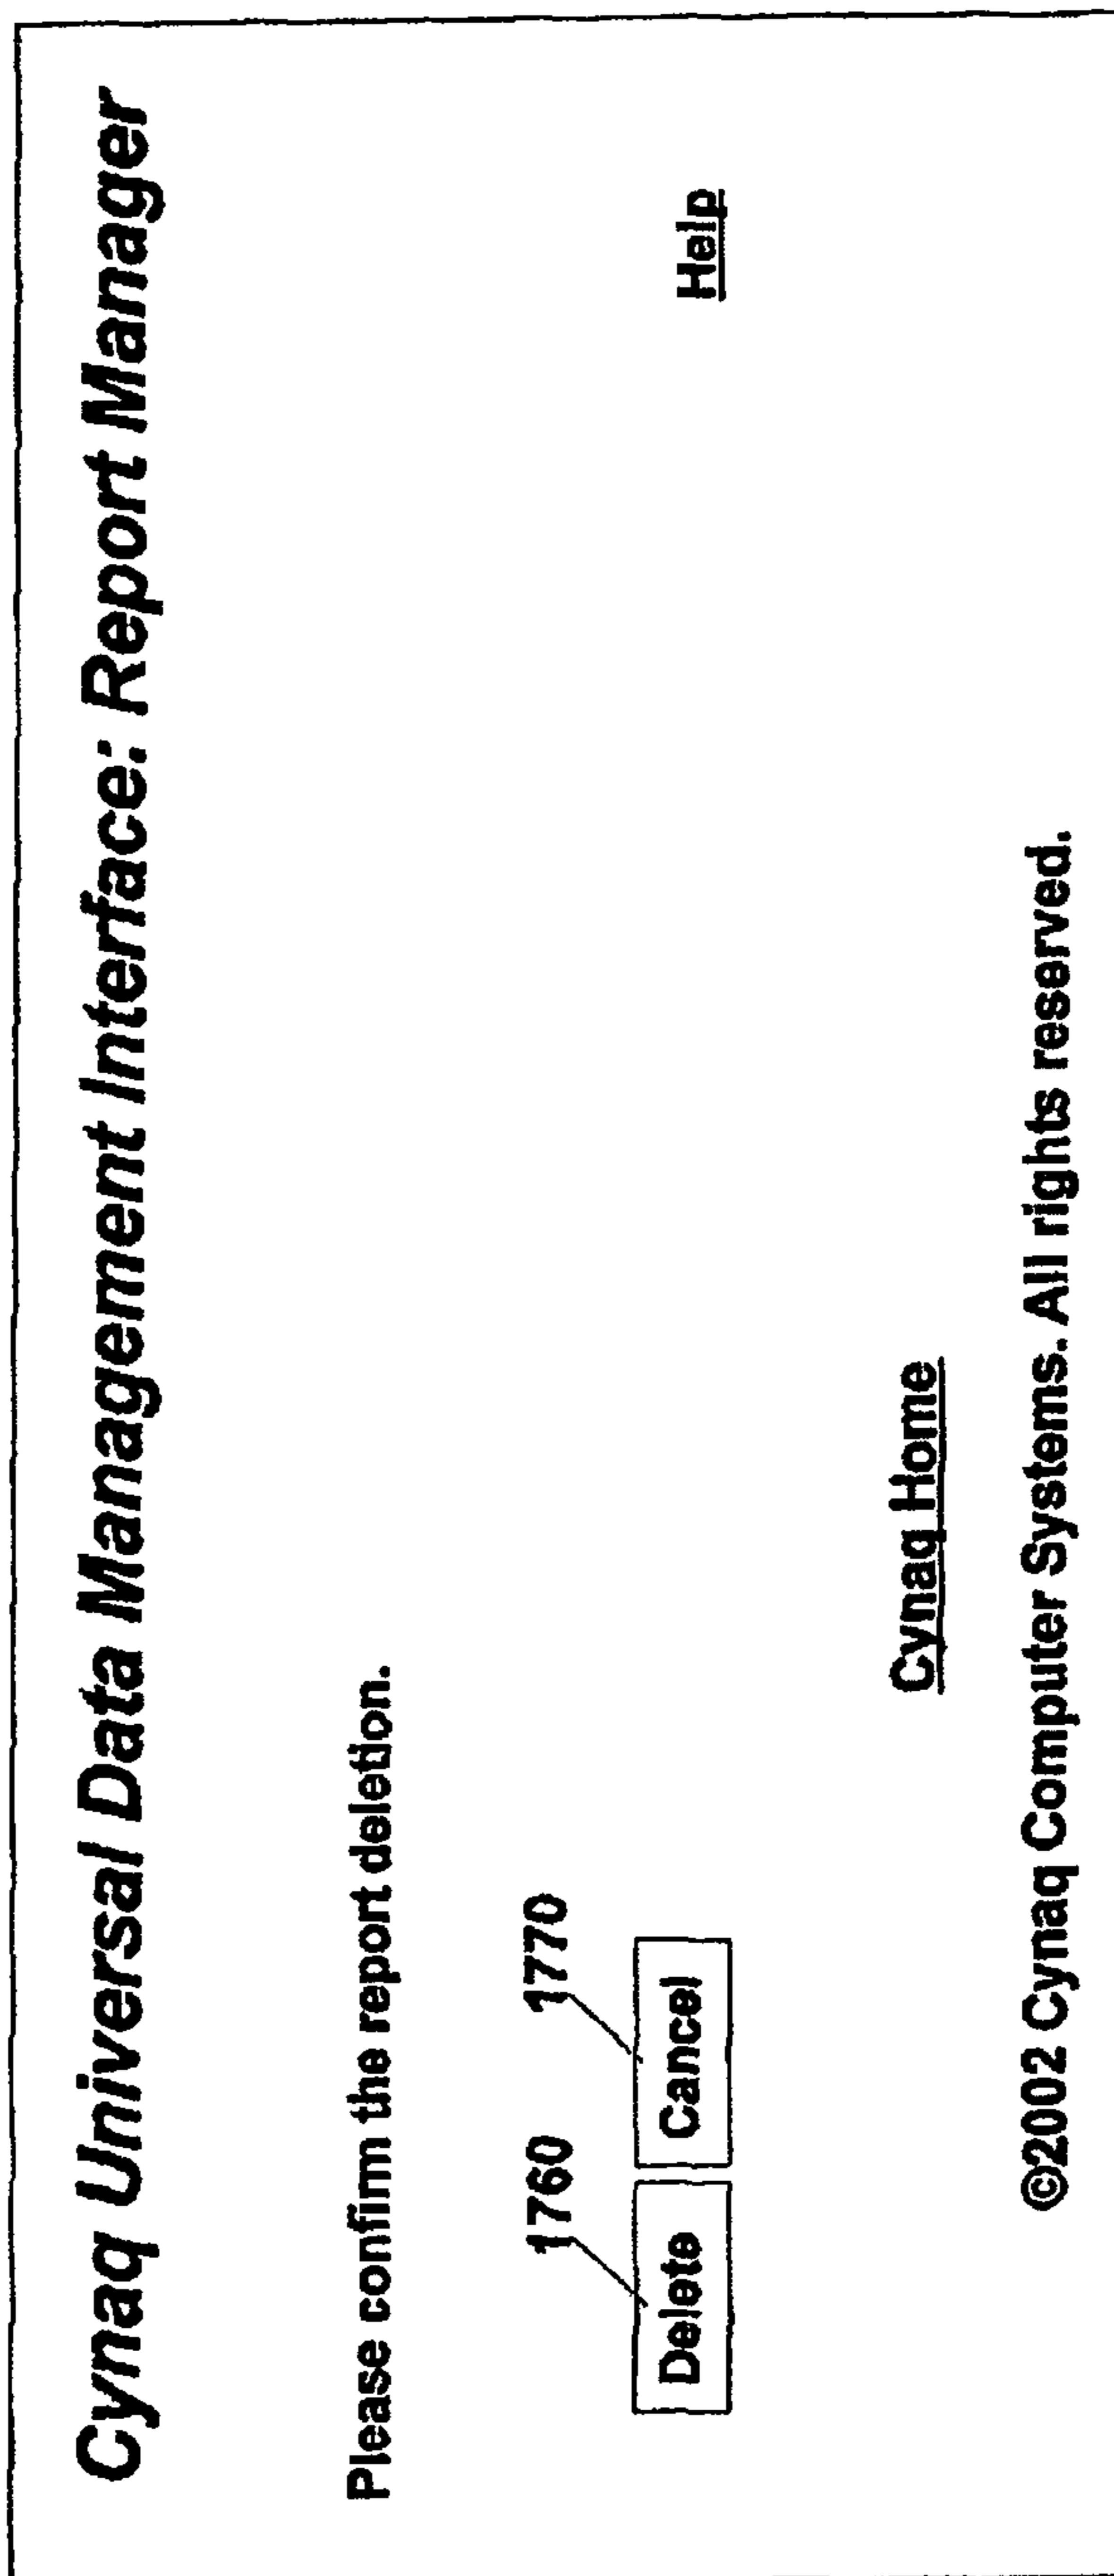 Cynaq Universal Data Management Interface: Report Manager
Please confirm the report deletion.
1760 1770
Delete Cancel Help
Cynaq Home
©2002 Cynaq Computer Systems. All rights reserved.